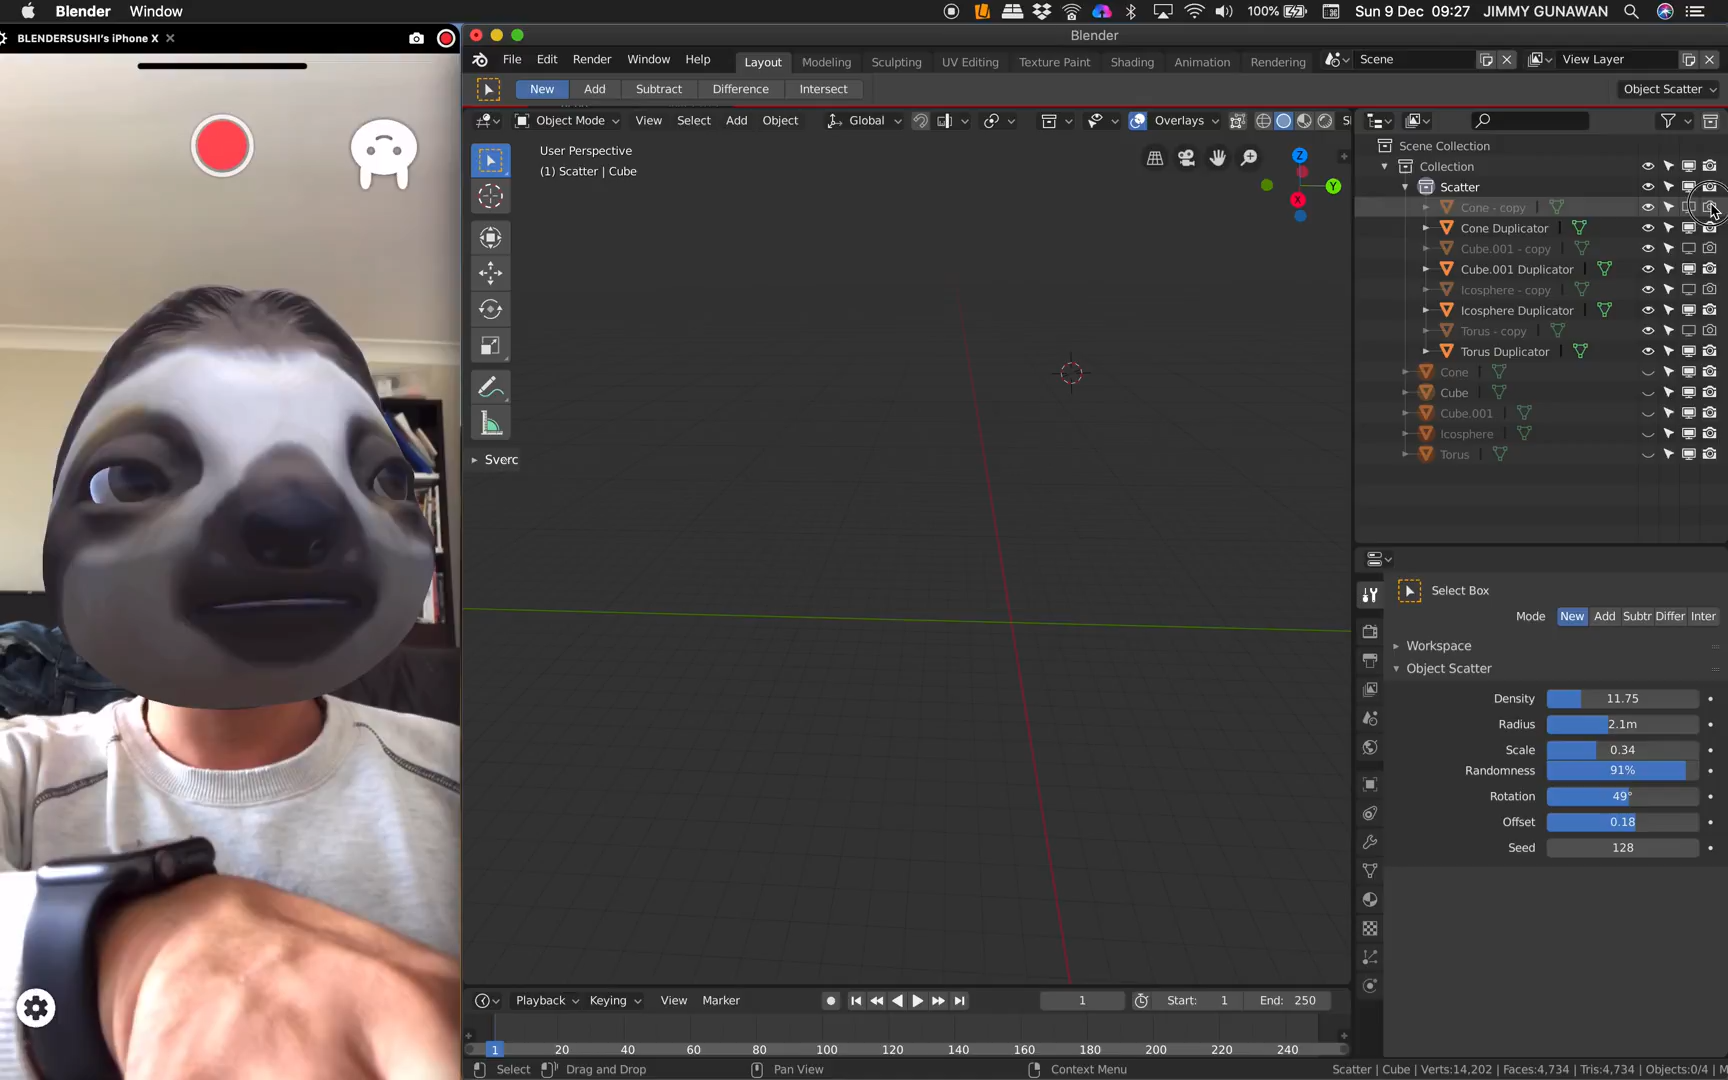 Blender Window 100% Sun 9 Dec 09:27 JIMMY GUNAWAN
BLENDERSUSHI's iPhone X
Blender
File Edit Render Window Help Layout Modeling Sculpting UV Editing Texture Paint Shading Animation Rendering Scene View Layer
New Add Subtract Difference Intersect Object Scatter
Object Mode View Select Add Object Global Overlays
User Perspective
(1) Scatter | Cube
Z
Y
X
Sverc
Scene Collection
Collection
Scatter
Cone - copy
Cone Duplicator
Cube.001 - copy
Cube.001 Duplicator
Icosphere - copy
Icosphere Duplicator
Torus - copy
Torus Duplicator
Cone
Cube
Cube.001
Icosphere
Torus
Select Box
Mode New Add Subtr Differ Inter
Workspace
Object Scatter
Density 11.75
Radius 2.1m
Scale 0.34
Randomness 91%
Rotation 49°
Offset 0.18
Seed 128
Playback Keying View Marker 1 Start: 1 End: 250
1 20 40 60 80 100 120 140 160 180 200 220 240
Select Drag and Drop Pan View Context Menu Scatter | Cube | Verts:14,202 | Faces:4,734 | Tris:4,734 | Objects:0/4 |